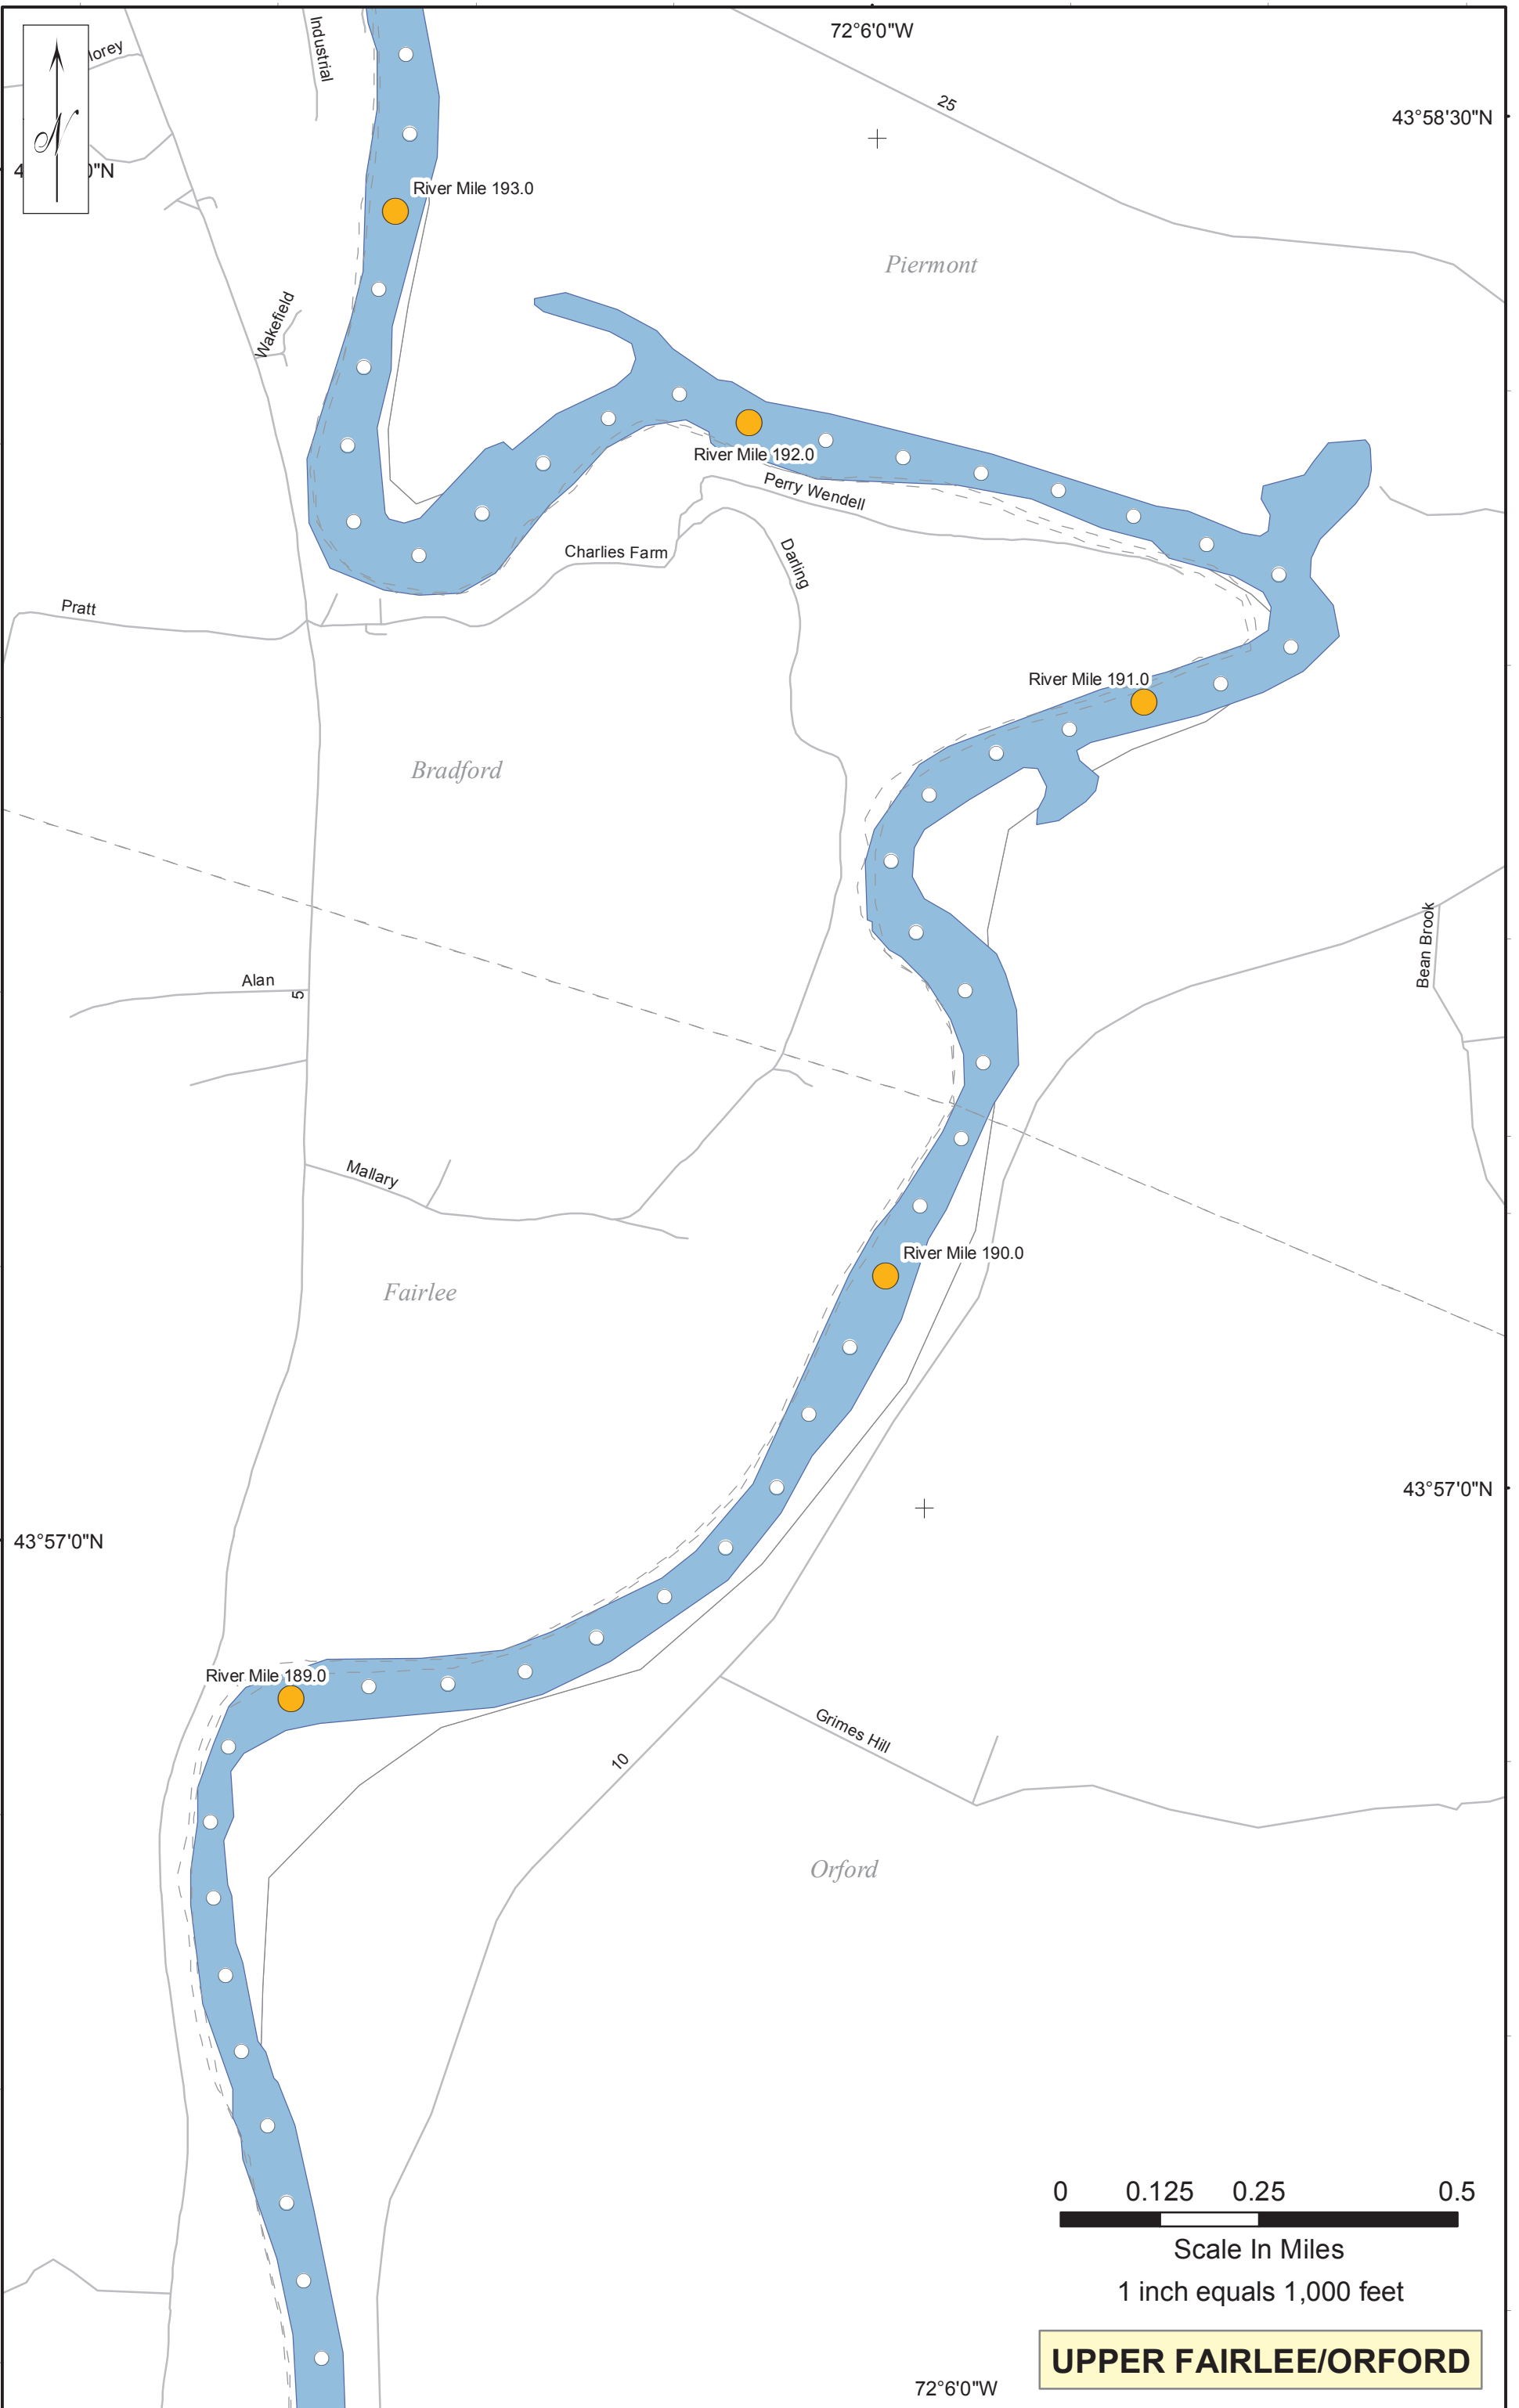 72°6'0"W
Industrial
25
43°58'30"N
N
River Mile 193.0
Piermont
Wakefield
River Mile 192.0
Perry Wendell
Charlies Farm
Darling
Pratt
River Mile 191.0
Bradford
Bean Brook
Alan
5
Mallary
River Mile 190.0
Fairlee
43°57'0"N
43°57'0"N
River Mile 189.0
Grimes Hill
10
Orford
0 0.125 0.25 0.5
Scale In Miles
1 inch equals 1,000 feet
UPPER FAIRLEE/ORFORD
72°6'0"W